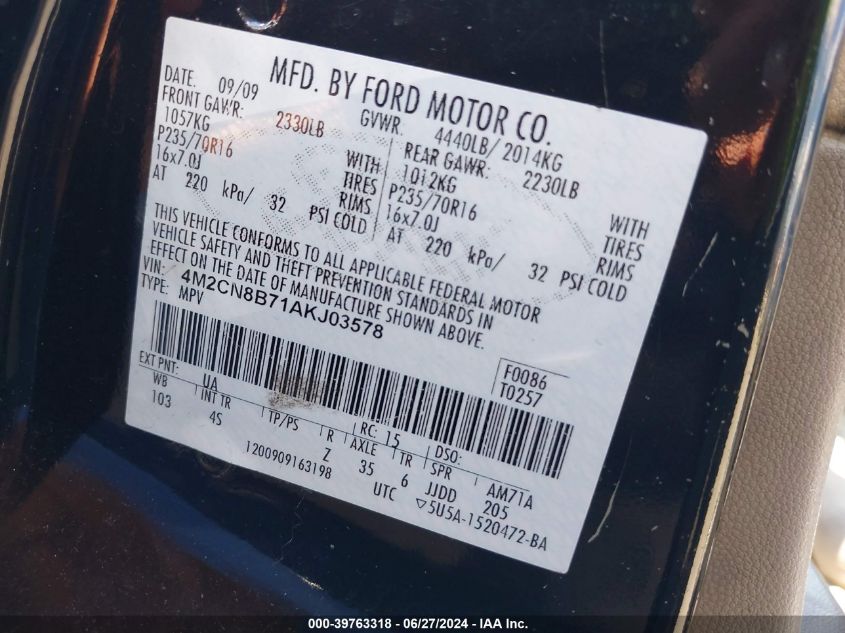 MFD. BY FORD MOTOR CO.
DATE: 09/09 GVWR: 4440LB/ 2014KG
FRONT GAWR: 2330LB REAR GAWR: 2230LB
1057KG WITH 1012KG WITH
P235/70R16 TIRES P235/70R16 TIRES
16x7.0J RIMS 16x7.0J RIMS
AT 220 kPa/ 32 PSI COLD AT 220 kPa/ 32 PSI COLD
THIS VEHICLE CONFORMS TO ALL APPLICABLE FEDERAL MOTOR
VEHICLE SAFETY AND THEFT PREVENTION STANDARDS IN
EFFECT ON THE DATE OF MANUFACTURE SHOWN ABOVE.
VIN: 4M2CN8B71AKJ03578
TYPE: MPV
F0086
T0257
EXT PNT: UA RC: 15 DSO:
WB INT TR TP/PS R AXLE TR SPR AM71A
103 4S Z 35 6 JJDD 205
1200909163198 UTC ▽5U5A-1520472-BA
000-39763318 / 06/27/2024 - IAA Inc.